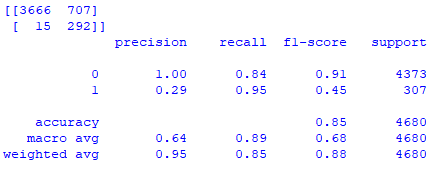 [[3666 707]
[ 15 292]]
precision recall f1-score support
0 1.00 0.84 0.91 4373
1 0.29 0.95 0.45 307
accuracy 0.85 4680
macro avg 0.64 0.89 0.68 4680
weighted avg 0.95 0.85 0.88 4680